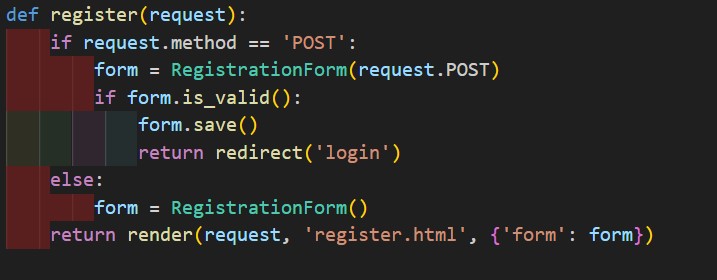 def register(request):
    if request.method == 'POST':
        form = RegistrationForm(request.POST)
        if form.is_valid():
            form.save()
            return redirect('login')
    else:
        form = RegistrationForm()
    return render(request, 'register.html', {'form': form})